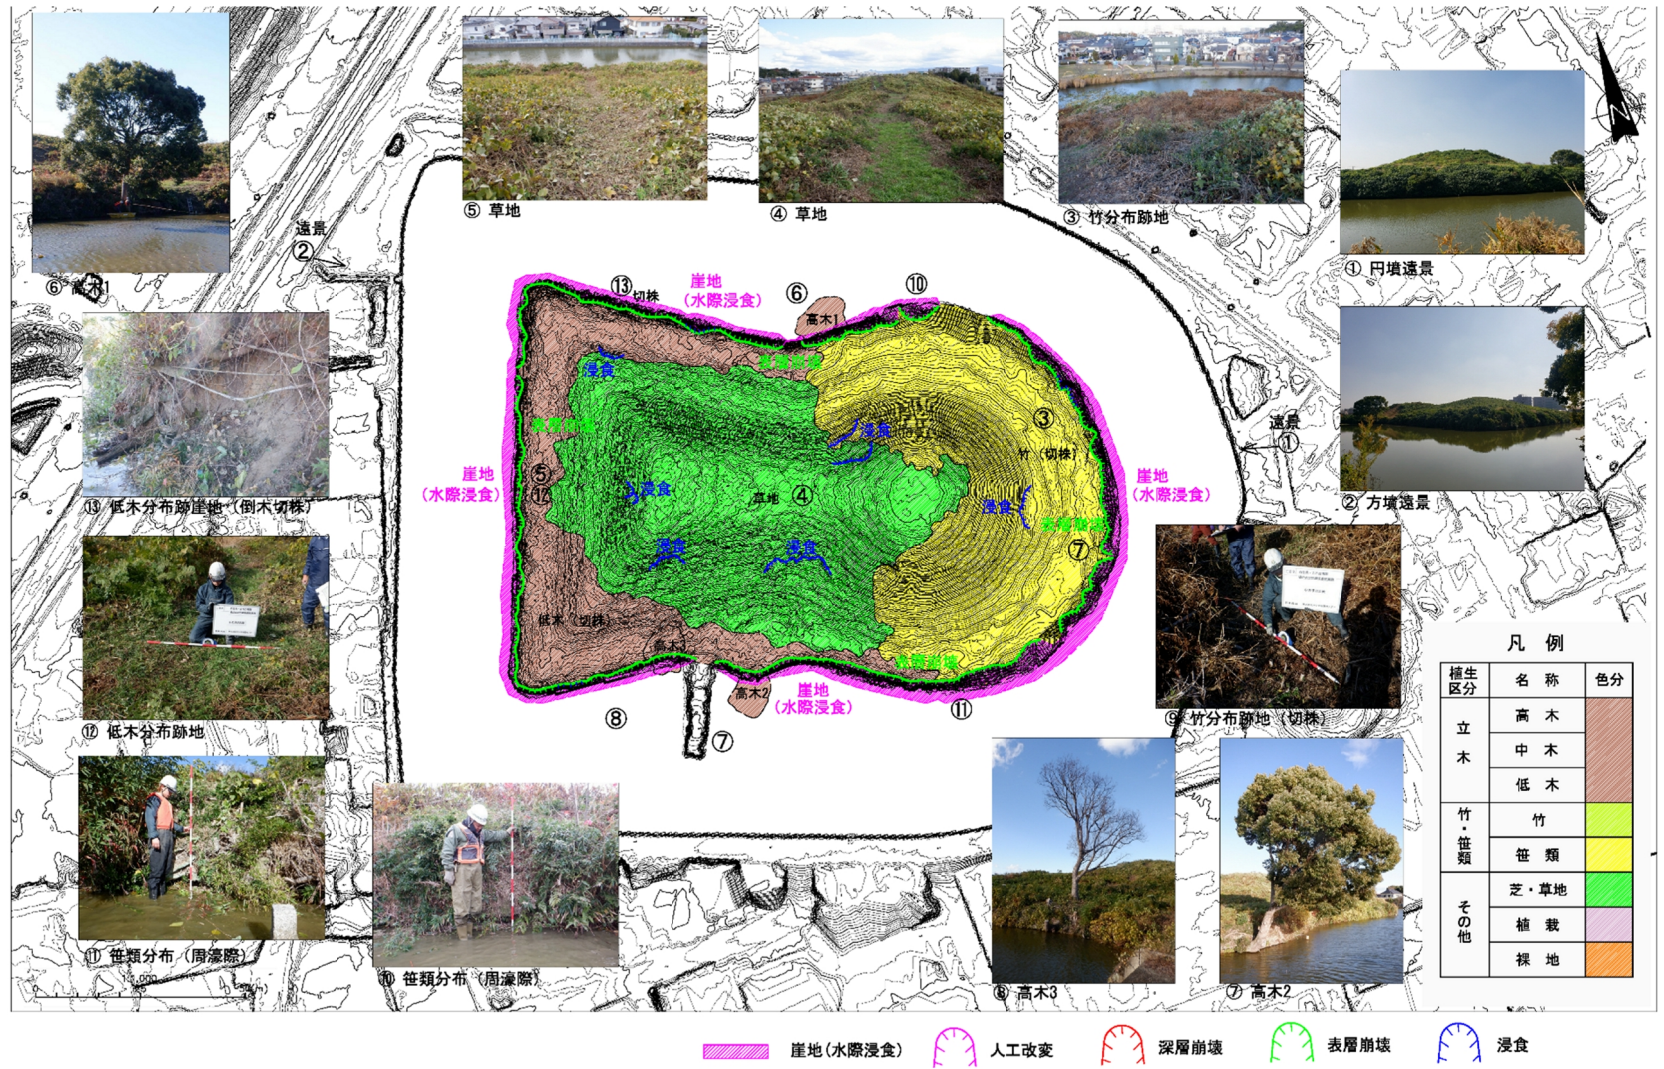 ⑤ 草地
④ 草地
③ 竹分布跡地
① 円墳遠景
遠景
②
⑥ 高木1
⑬
切株
崖地
(水際浸食)
⑥
⑩
高木1
表層崩壊
浸食
② 方墳遠景
③
遠景
①
浸食
竹 (切株)
表層崩壊
崖地
(水際浸食)
⑤
⑫
浸食
草地
④
浸食
崖地
(水際浸食)
⑬ 低木分布跡崖地 (倒木切株)
表層崩壊
⑦
浸食
浸食
低木 (切株)
表層崩壊
高木2
崖地
(水際浸食)
⑧
⑪
⑦
⑫ 低木分布跡地
⑨ 竹分布跡地 (切株)
⑪ 笹類分布 (周濠際)
⑩ 笹類分布 (周濠際)
⑧ 高木3
⑦ 高木2
凡 例
植生区分
名 称
色分
立木
高 木
中 木
低 木
竹・笹類
竹
笹 類
その他
芝・草地
植 栽
裸 地
崖地(水際浸食)
人工改変
深層崩壊
表層崩壊
浸食